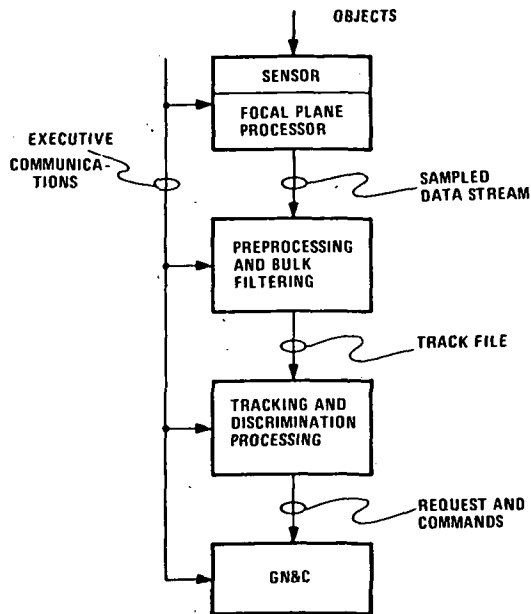 OBJECTS
SENSOR
FOCAL PLANE
PROCESSOR
EXECUTIVE
COMMUNICA-
TIONS
SAMPLED
DATA STREAM
PREPROCESSING
AND BULK
FILTERING
TRACK FILE
TRACKING AND
DISCRIMINATION
PROCESSING
REQUEST AND
COMMANDS
GN&C